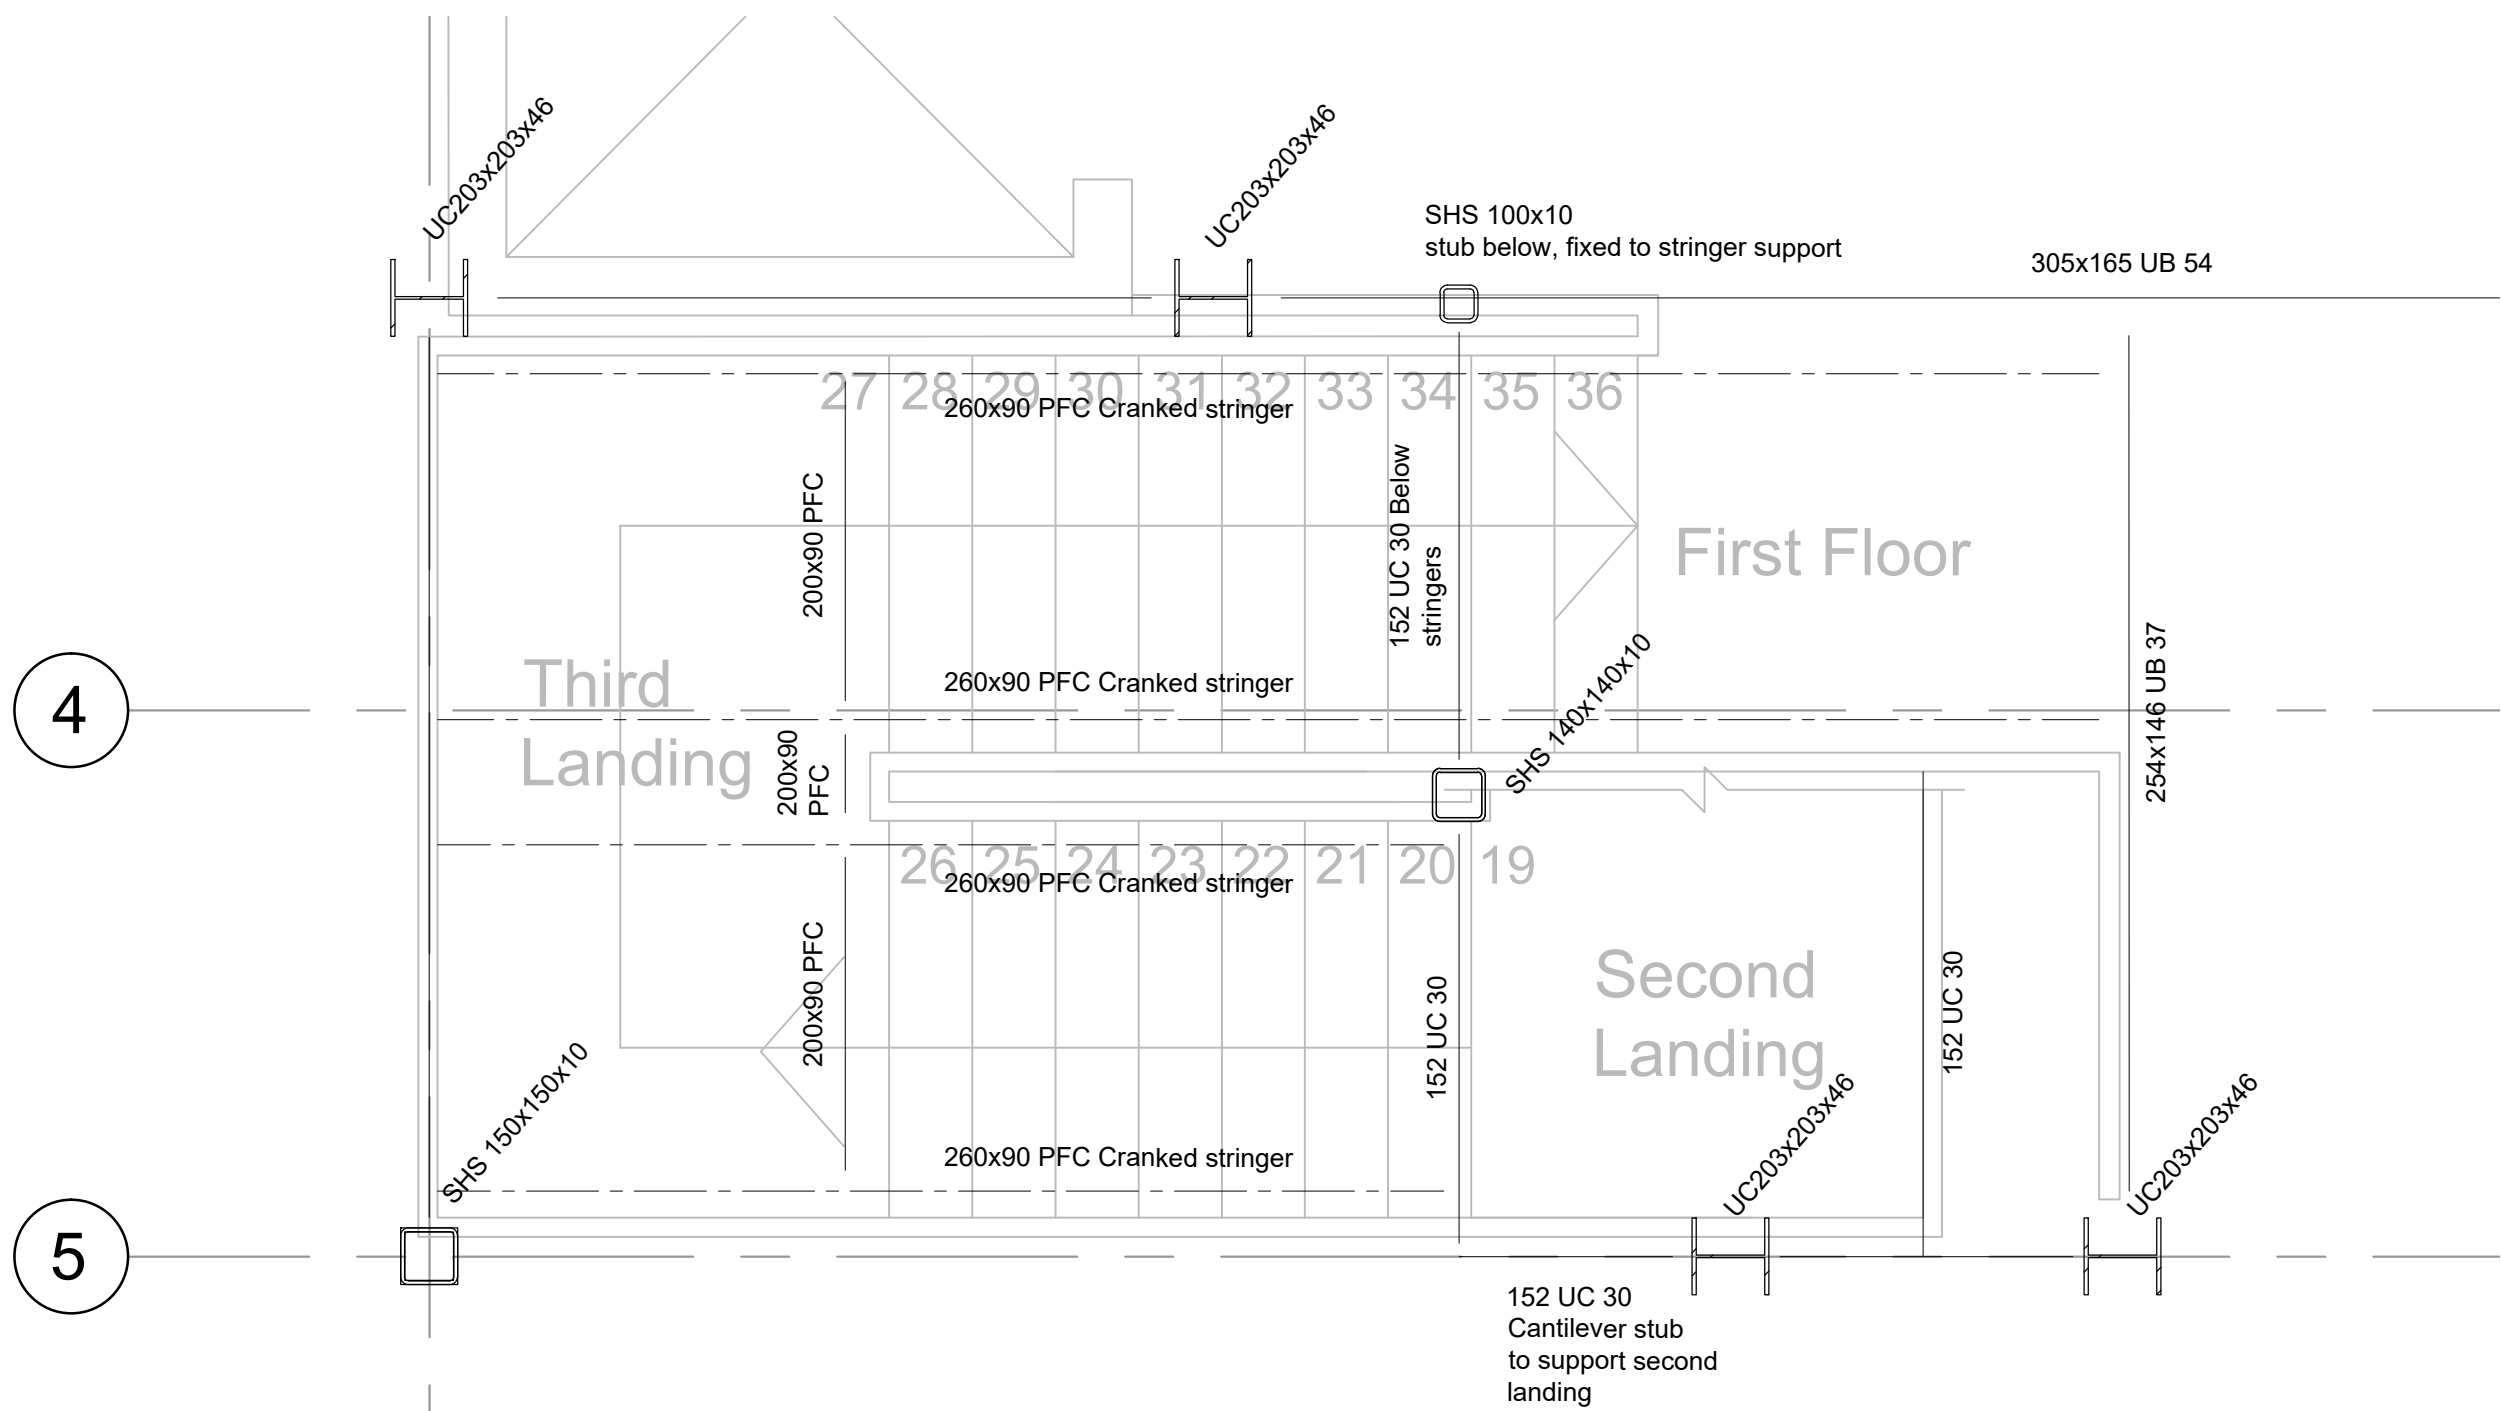 UC203x203x46
UC203x203x46
SHS 100x10
stub below, fixed to stringer support
305x165 UB 54
27 28 29 30 31 32 33 34 35 36
260x90 PFC Cranked stringer
200x90 PFC
152 UC 30 Below
stringers
First Floor
254x146 UB 37
4
Third
Landing
260x90 PFC Cranked stringer
SHS 140x140x10
200x90
PFC
26 25 24 23 22 21 20 19
260x90 PFC Cranked stringer
200x90 PFC
152 UC 30
Second
Landing
152 UC 30
SHS 150x150x10
260x90 PFC Cranked stringer
UC203x203x46
UC203x203x46
5
152 UC 30
Cantilever stub
to support second
landing